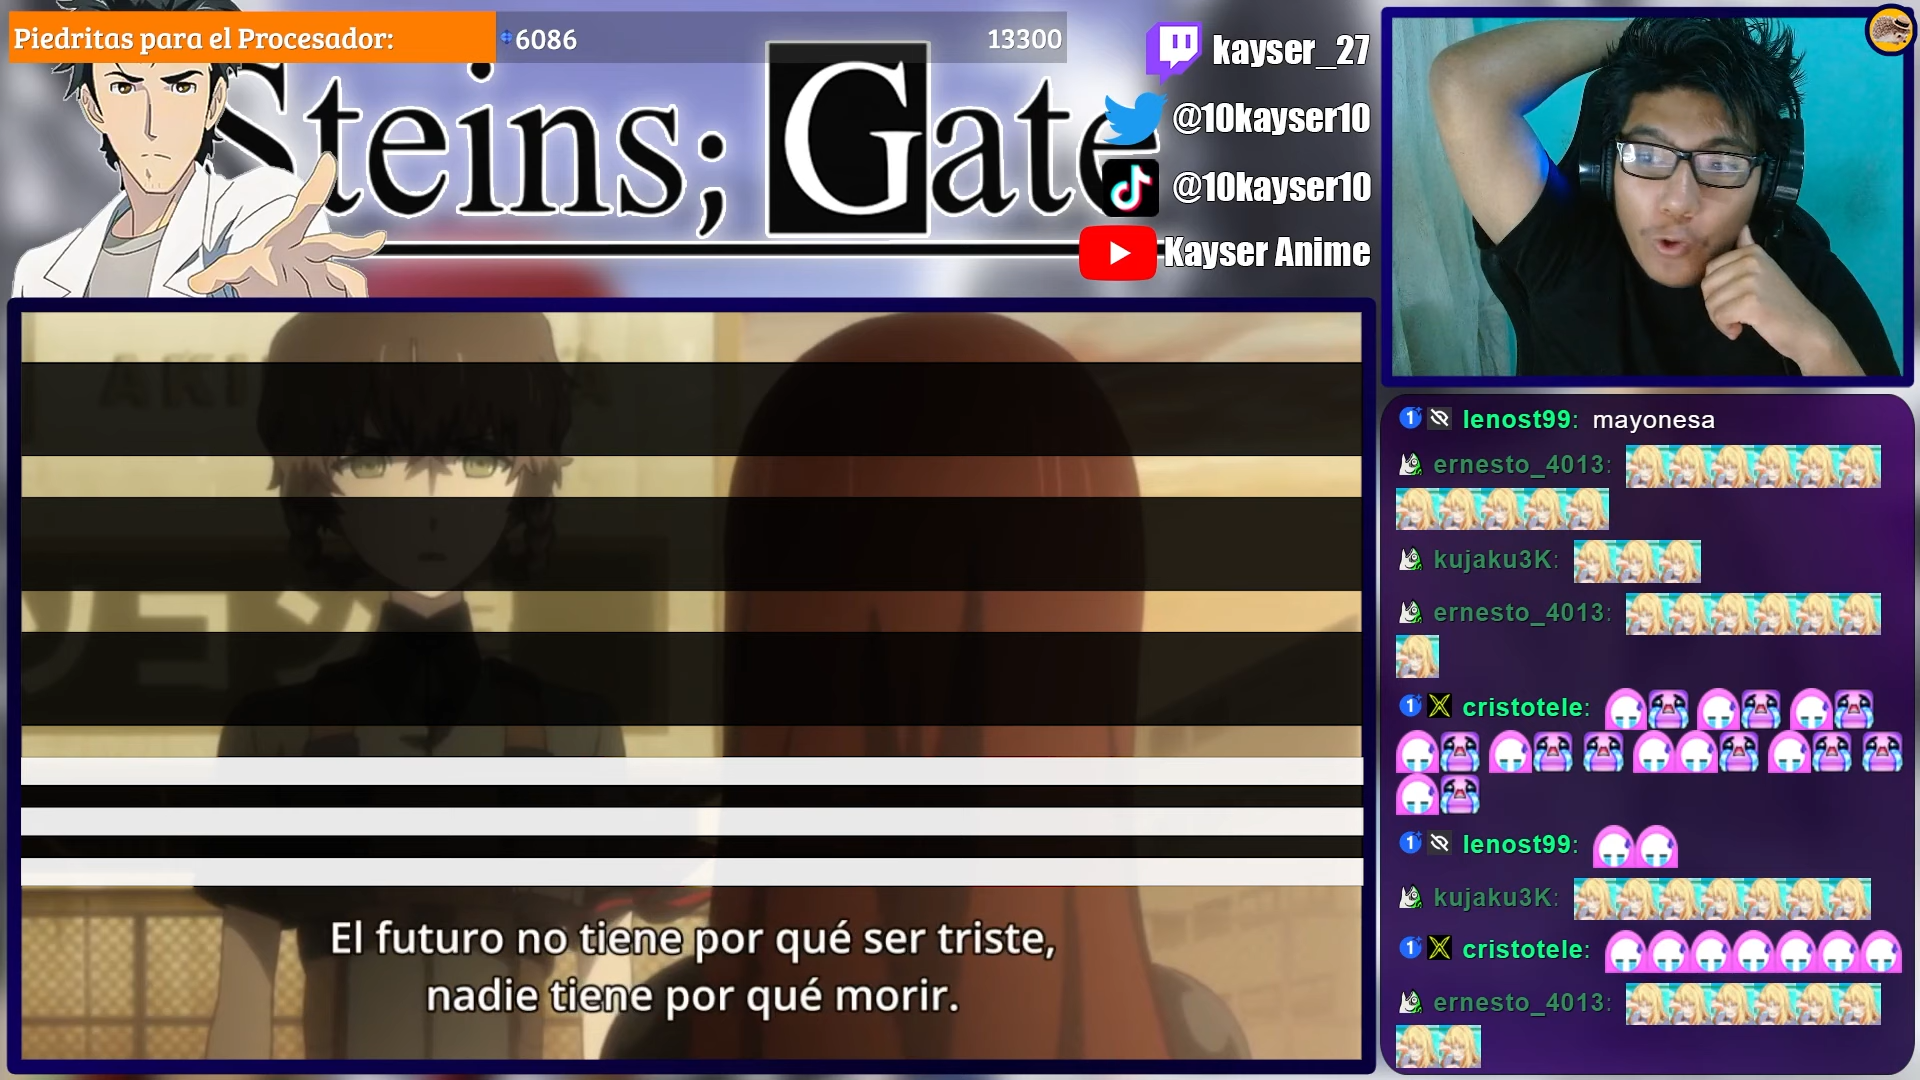 Piedritas para el Procesador:
6086
13300
Steins;Gate
kayser_27
@10kayser10
@10kayser10
Kayser Anime
El futuro no tiene por qué ser triste,
nadie tiene por qué morir.
lenost99: mayonesa
ernesto_4013:
kujaku3K:
ernesto_4013:
cristotele:
lenost99:
kujaku3K:
cristotele:
ernesto_4013: